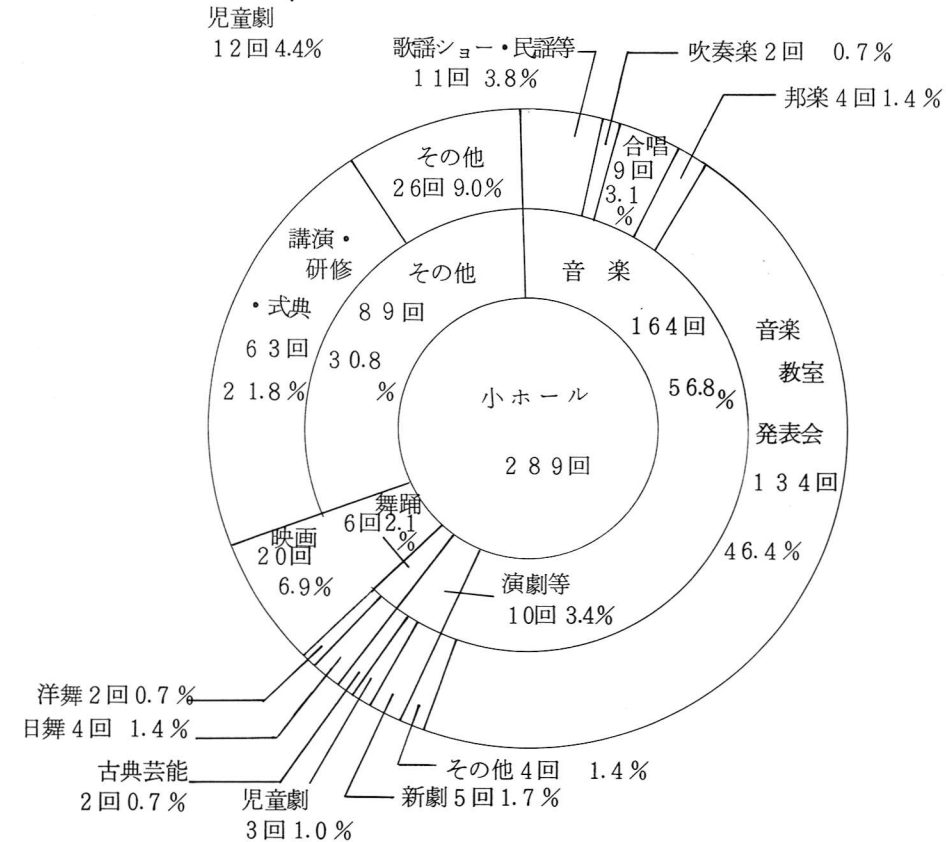 児童劇
12回 4.4%
歌謡ショー・民謡等
11回 3.8%
吹奏楽 2回 0.7%
邦楽 4回 1.4%
合唱
9回
3.1
%
その他
26回 9.0%
講演・
研修
・式典
63回
21.8%
その他
89回
30.8
%
音楽
164回
56.8%
音楽
教室
発表会
134回
46.4%
小ホール
289回
舞踊
6回 2.1
%
映画
20回
6.9%
演劇等
10回 3.4%
洋舞 2回 0.7%
日舞 4回 1.4%
古典芸能
2回 0.7%
児童劇
3回 1.0%
新劇 5回 1.7%
その他 4回 1.4%